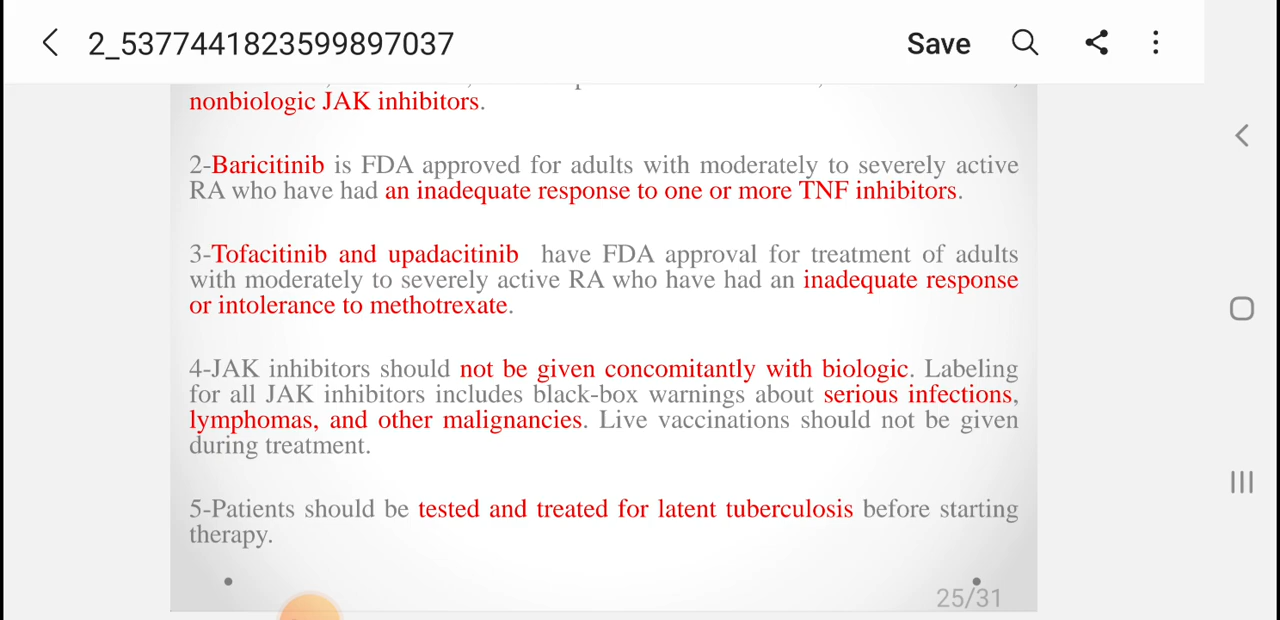 2_5377441823599897037
Save
nonbiologic JAK inhibitors.
2-Baricitinib is FDA approved for adults with moderately to severely active
RA who have had an inadequate response to one or more TNF inhibitors.
3-Tofacitinib and upadacitinib have FDA approval for treatment of adults
with moderately to severely active RA who have had an inadequate response
or intolerance to methotrexate.
4-JAK inhibitors should not be given concomitantly with biologic. Labeling
for all JAK inhibitors includes black-box warnings about serious infections,
lymphomas, and other malignancies. Live vaccinations should not be given
during treatment.
5-Patients should be tested and treated for latent tuberculosis before starting
therapy.
25/31